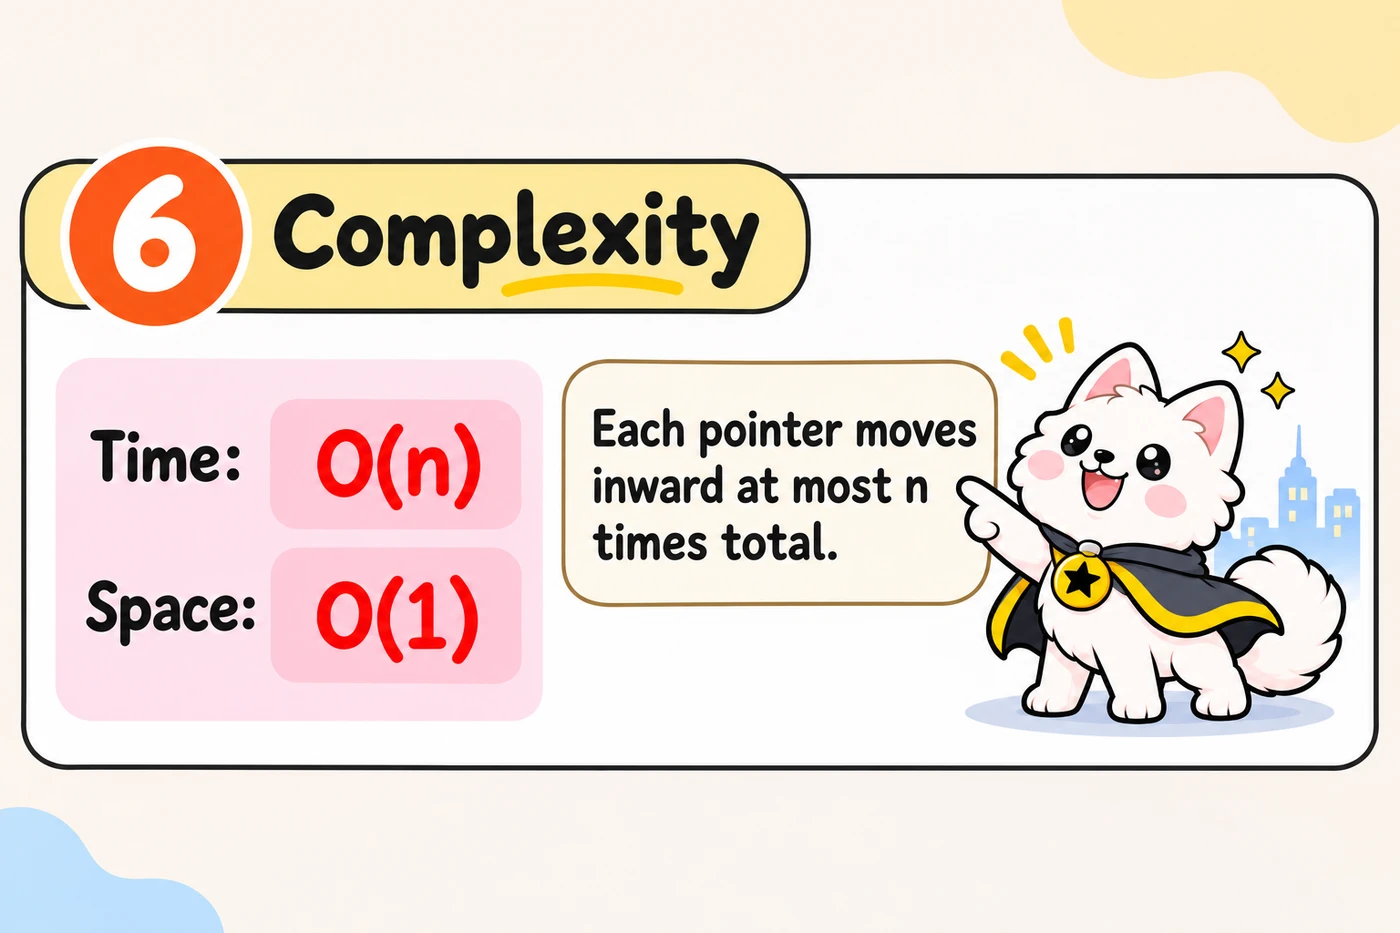 6 Complexity
Time: O(n)
Space: O(1)
Each pointer moves
inward at most n
times total.